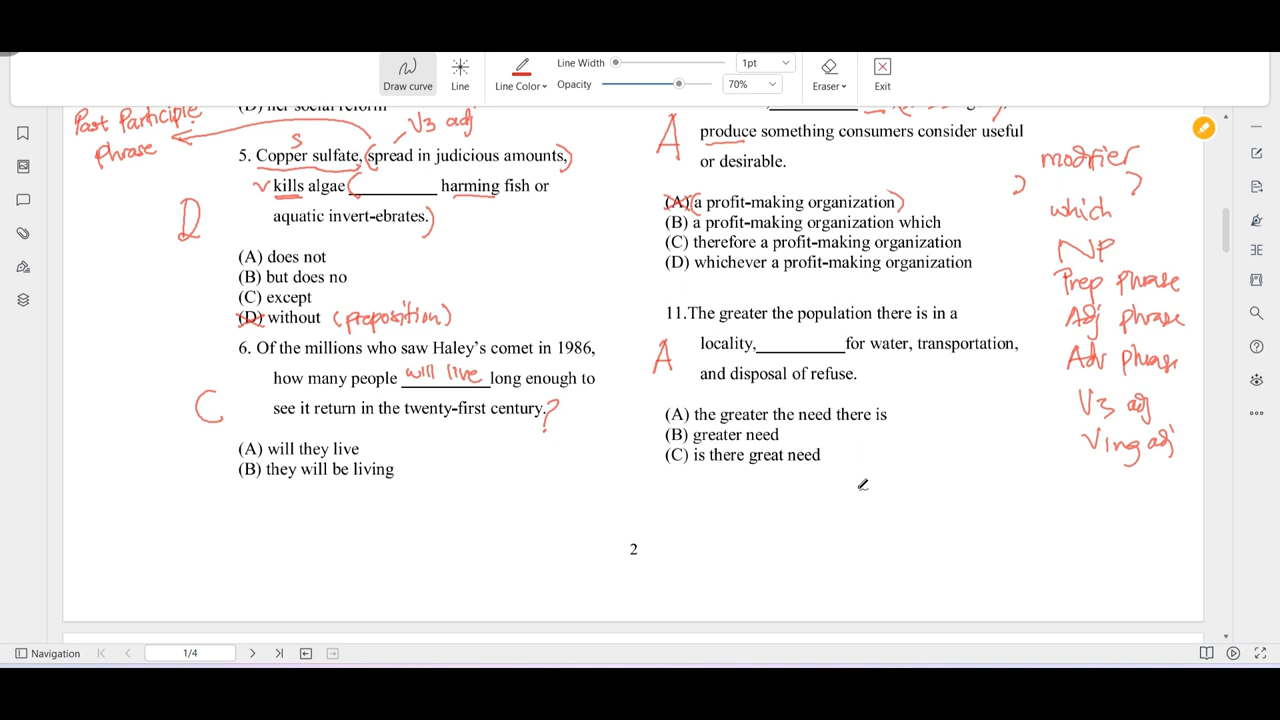 Draw curve
Line
Line Color
Line Width
Opacity
1pt
70%
Eraser
Exit
(D) her social reform
Past Participle
phrase
S
V3 adj
5. Copper sulfate, (spread in judicious amounts,)
V kills algae ( __________ harming fish or
aquatic invert-ebrates.)
D
(A) does not
(B) but does no
(C) except
(D) without (preposition)
6. Of the millions who saw Haley's comet in 1986,
how many people will live long enough to
see it return in the twenty-first century.?
C
(A) will they live
(B) they will be living
A
produce something consumers consider useful
or desirable.
(A) (a profit-making organization)
(B) a profit-making organization which
(C) therefore a profit-making organization
(D) whichever a profit-making organization
11.The greater the population there is in a
locality,__________for water, transportation,
and disposal of refuse.
A
(A) the greater the need there is
(B) greater need
(C) is there great need
modifier
, ,
which
NP
Prep phrase
Adj phrase
Adv phrase
V3 adj
Ving adj
2
Navigation
1/4